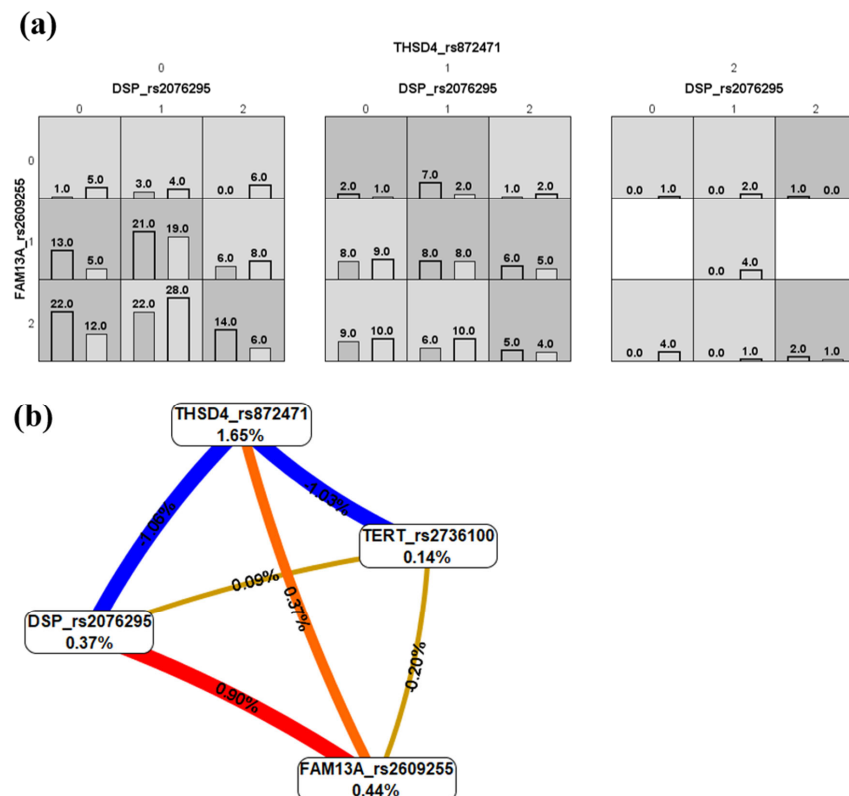 (a)
THSD4_rs872471
0 1 2
DSP_rs2076295 DSP_rs2076295 DSP_rs2076295
0 1 2 0 1 2 0 1 2
FAM13A_rs2609255
0
1.0 5.0 3.0 4.0 0.0 6.0 2.0 1.0 7.0 2.0 1.0 2.0 0.0 1.0 0.0 2.0 1.0 0.0
1
13.0 5.0 21.0 19.0 6.0 8.0 8.0 9.0 8.0 8.0 6.0 5.0 0.0 4.0
2
22.0 12.0 22.0 28.0 14.0 6.0 9.0 10.0 6.0 10.0 5.0 4.0 0.0 4.0 0.0 1.0 2.0 1.0
(b)
THSD4_rs872471
1.65%
-1.06%
-1.03%
TERT_rs2736100
0.14%
0.09%
0.37%
DSP_rs2076295
0.37%
-0.20%
0.90%
FAM13A_rs2609255
0.44%